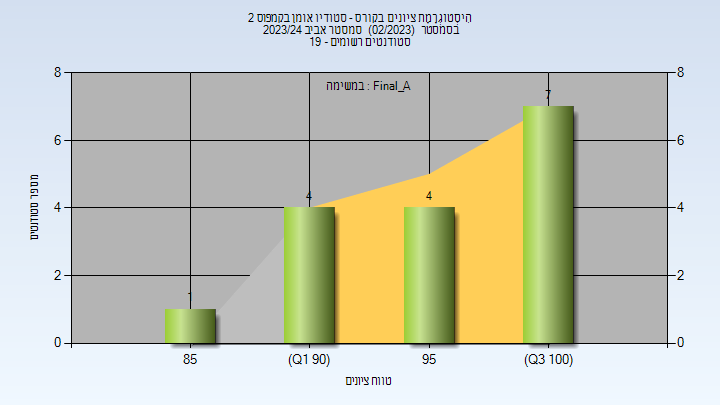 היסטוגרמת ציונים בקורס - סטודיו אומן בקמפוס 2
בסמסטר (02/2023) סמסטר אביב 2023/24
סטודנטים רשומים - 19
במשימה : Final_A
מספר סטודנטים
8
6
4
2
0
8
6
4
2
0
1
4
4
7
85
(Q1 90)
95
(Q3 100)
טווח ציונים